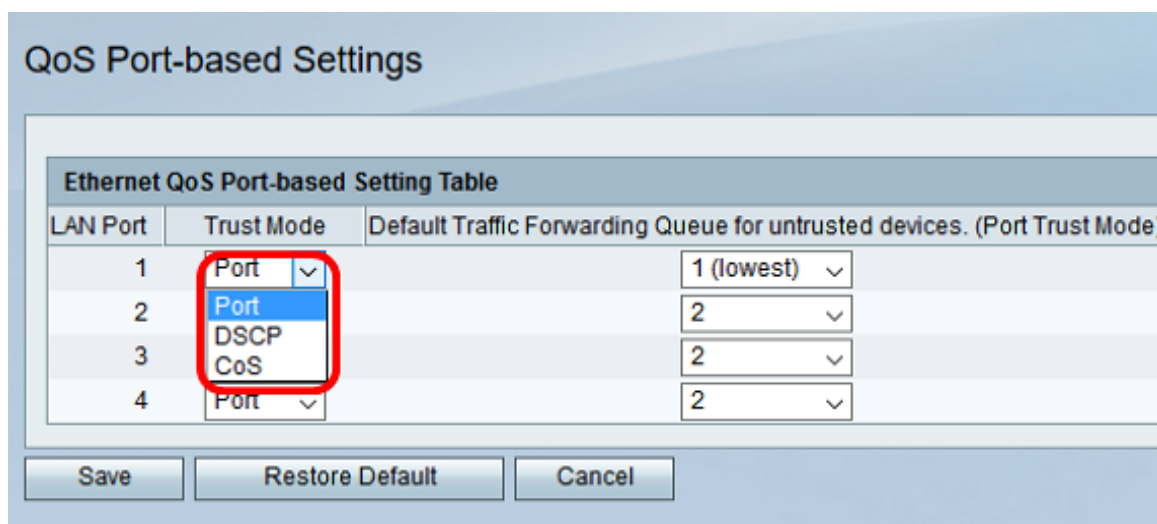 QoS Port-based Settings
Ethernet QoS Port-based Setting Table
LAN Port Trust Mode Default Traffic Forwarding Queue for untrusted devices. (Port Trust Mode)
1 Port 1 (lowest)
2 Port 2
DSCP
3 CoS 2
4 Port 2
Save Restore Default Cancel